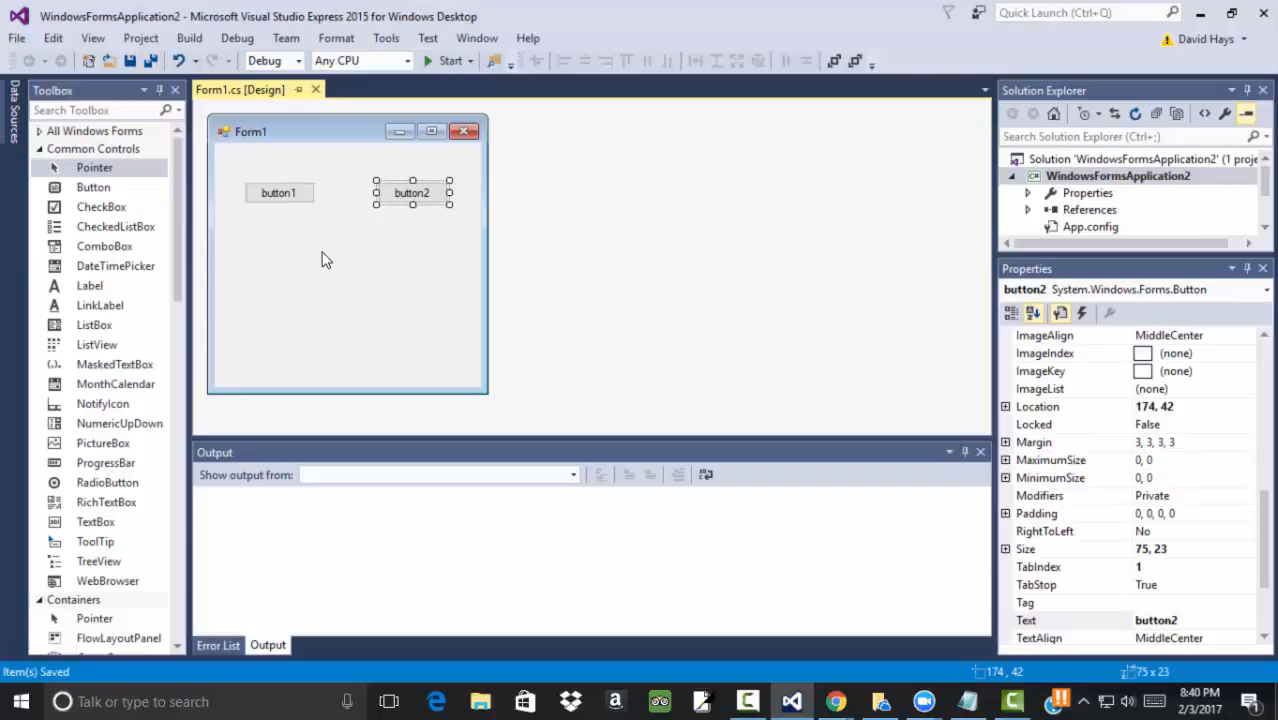 WindowsFormsApplication2 - Microsoft Visual Studio Express 2015 for Windows Desktop
Quick Launch (Ctrl+Q)
File Edit View Project Build Debug Team Format Tools Test Window Help
David Hays
Debug Any CPU Start
Data Sources
Toolbox
Search Toolbox
All Windows Forms
Common Controls
Pointer
Button
CheckBox
CheckedListBox
ComboBox
DateTimePicker
Label
LinkLabel
ListBox
ListView
MaskedTextBox
MonthCalendar
NotifyIcon
NumericUpDown
PictureBox
ProgressBar
RadioButton
RichTextBox
TextBox
ToolTip
TreeView
WebBrowser
Containers
Pointer
FlowLayoutPanel
Form1.cs [Design]
Form1
button1 button2
Output
Show output from:
Error List Output
Solution Explorer
Search Solution Explorer (Ctrl+;)
Solution 'WindowsFormsApplication2' (1 proje
C# WindowsFormsApplication2
Properties
References
App.config
Properties
button2 System.Windows.Forms.Button
ImageAlign MiddleCenter
ImageIndex (none)
ImageKey (none)
ImageList (none)
Location 174, 42
Locked False
Margin 3, 3, 3, 3
MaximumSize 0, 0
MinimumSize 0, 0
Modifiers Private
Padding 0, 0, 0, 0
RightToLeft No
Size 75, 23
TabIndex 1
TabStop True
Tag
Text button2
TextAlign MiddleCenter
Item(s) Saved 174 , 42 75 x 23
Talk or type to search
8:40 PM
2/3/2017